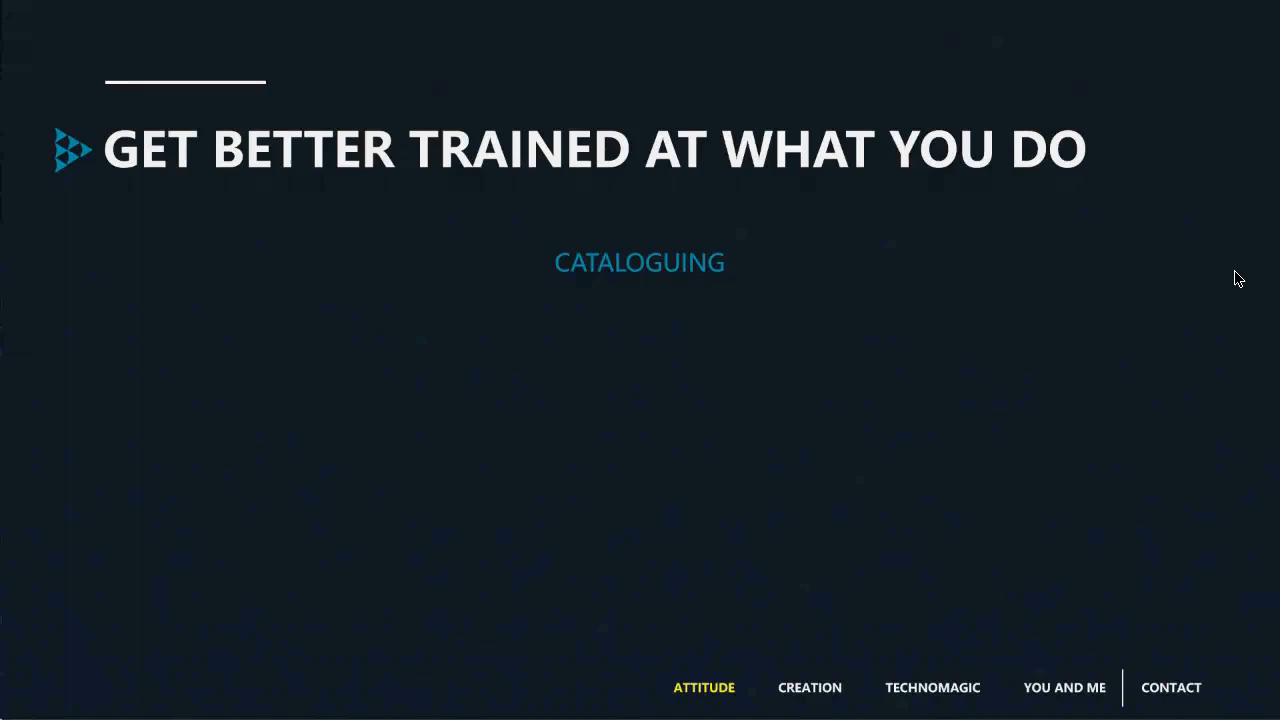 GET BETTER TRAINED AT WHAT YOU DO
CATALOGUING
ATTITUDE CREATION TECHNOMAGIC YOU AND ME CONTACT